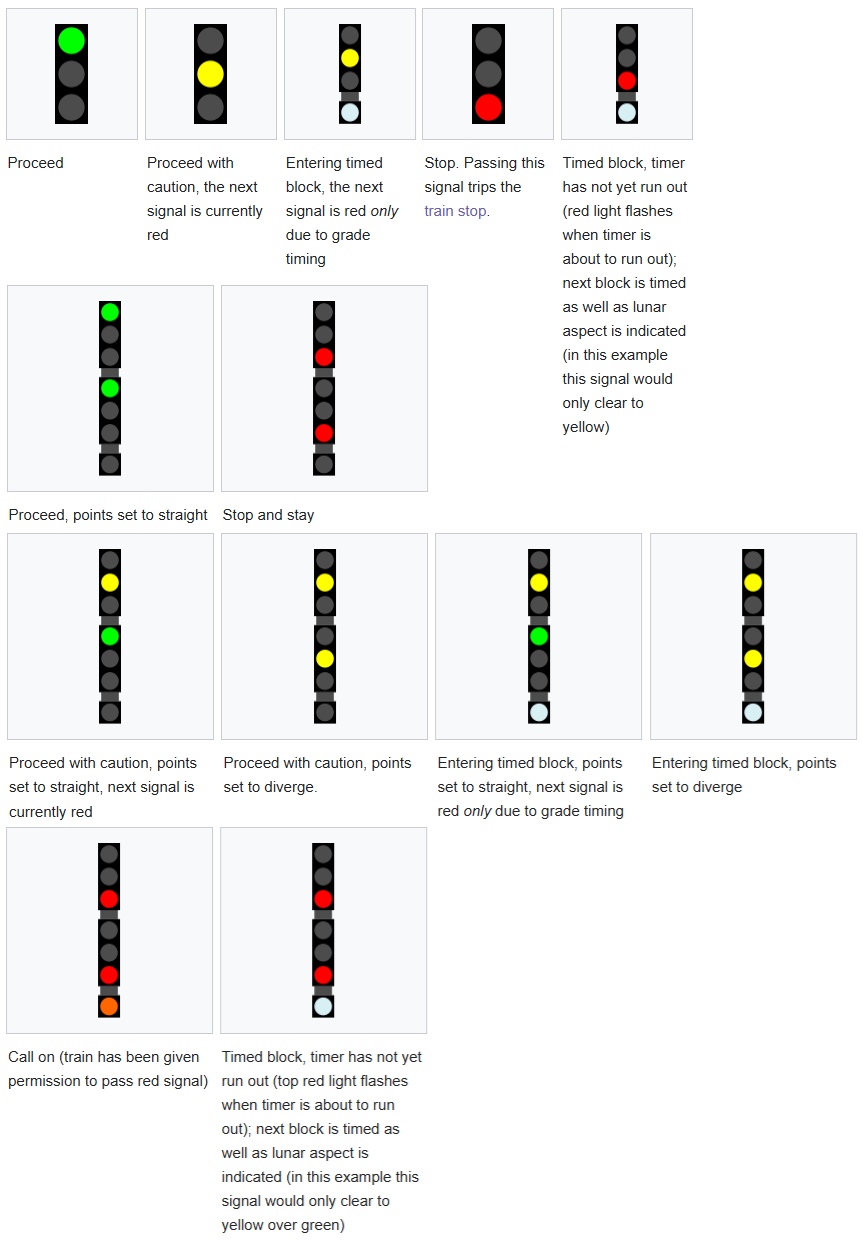 Proceed
Proceed with
caution, the next
signal is currently
red
Entering timed
block, the next
signal is red only
due to grade
timing
Stop. Passing this
signal trips the
train stop.
Timed block, timer
has not yet run out
(red light flashes
when timer is
about to run out);
next block is timed
as well as lunar
aspect is indicated
(in this example
this signal would
only clear to
yellow)
Proceed, points set to straight
Stop and stay
Proceed with caution, points
set to straight, next signal is
currently red
Proceed with caution, points
set to diverge.
Entering timed block, points
set to straight, next signal is
red only due to grade timing
Entering timed block, points
set to diverge
Call on (train has been given
permission to pass red signal)
Timed block, timer has not yet
run out (top red light flashes
when timer is about to run
out); next block is timed as
well as lunar aspect is
indicated (in this example this
signal would only clear to
yellow over green)